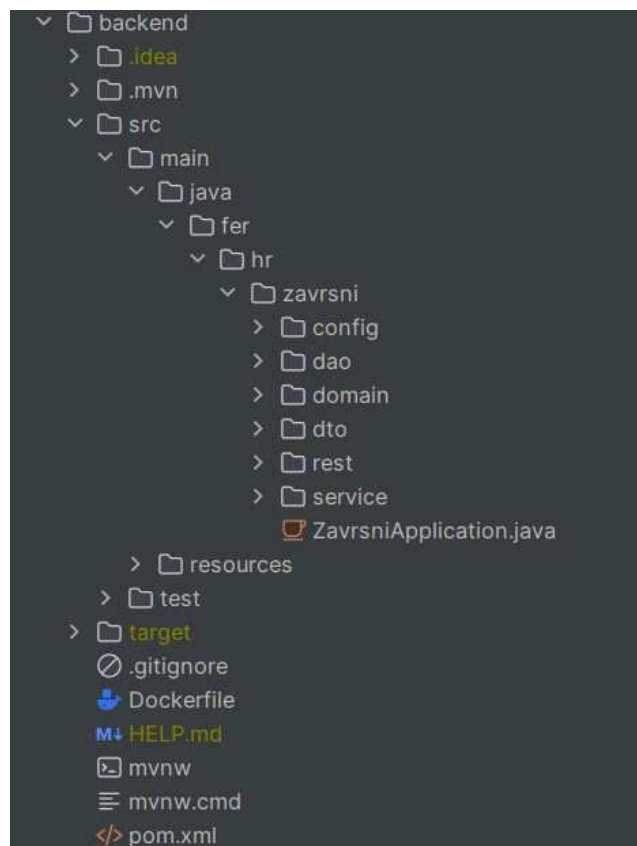 backend
.idea
.mvn
src
main
java
fer
hr
zavrsni
config
dao
domain
dto
rest
service
ZavrsniApplication.java
resources
test
target
.gitignore
Dockerfile
M↓ HELP.md
mvnw
mvnw.cmd
</> pom.xml